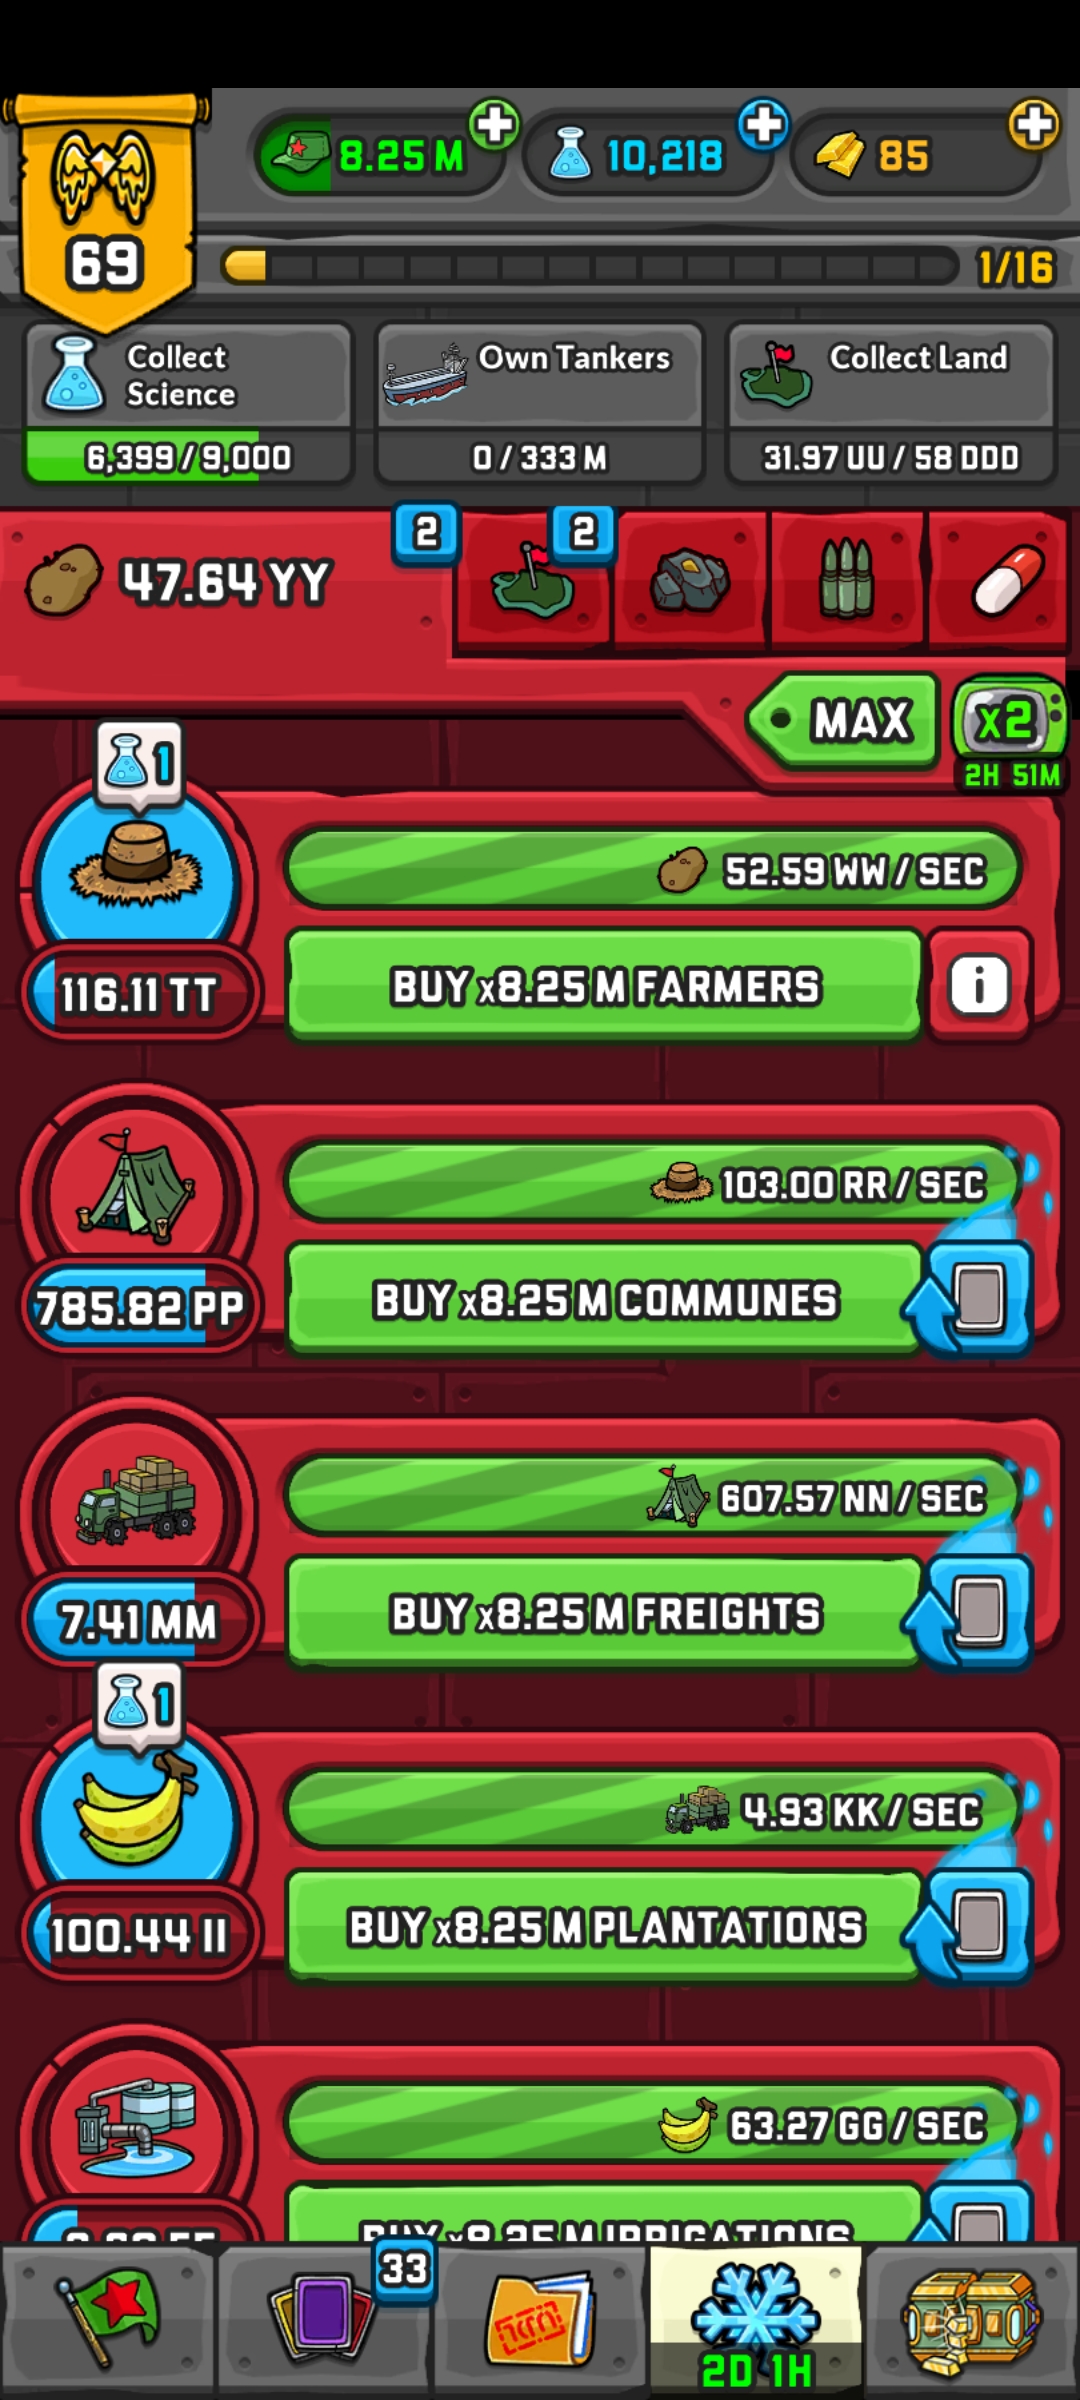 8.25 M
10,218
85
69
1/16
Collect Science
Own Tankers
Collect Land
6,399 / 9,000
0 / 333 M
31.97 UU / 58 DDD
47.64 YY
2
2
MAX
x2
2H 51M
1
52.59 WW / SEC
116.11 TT
BUY x8.25 M FARMERS
i
103.00 RR / SEC
785.82 PP
BUY x8.25 M COMMUNES
607.57 NN / SEC
7.41 MM
BUY x8.25 M FREIGHTS
1
4.93 KK / SEC
100.44 II
BUY x8.25 M PLANTATIONS
63.27 GG / SEC
BUY x8.25 M IRRIGATIONS
33
2D 1H